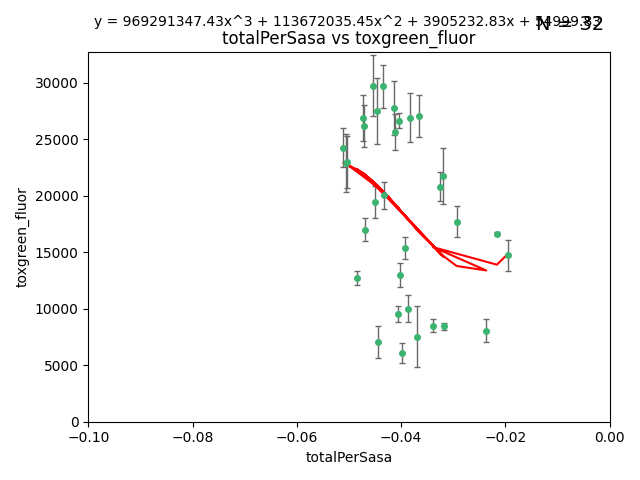 y = 969291347.43x^3 + 113672035.45x^2 + 3905232.83x +
N = 32
totalPerSasa vs toxgreen_fluor
toxgreen_fluor
30000
25000
20000
15000
10000
5000
0
−0.10
−0.08
−0.06
−0.04
−0.02
0.00
totalPerSasa